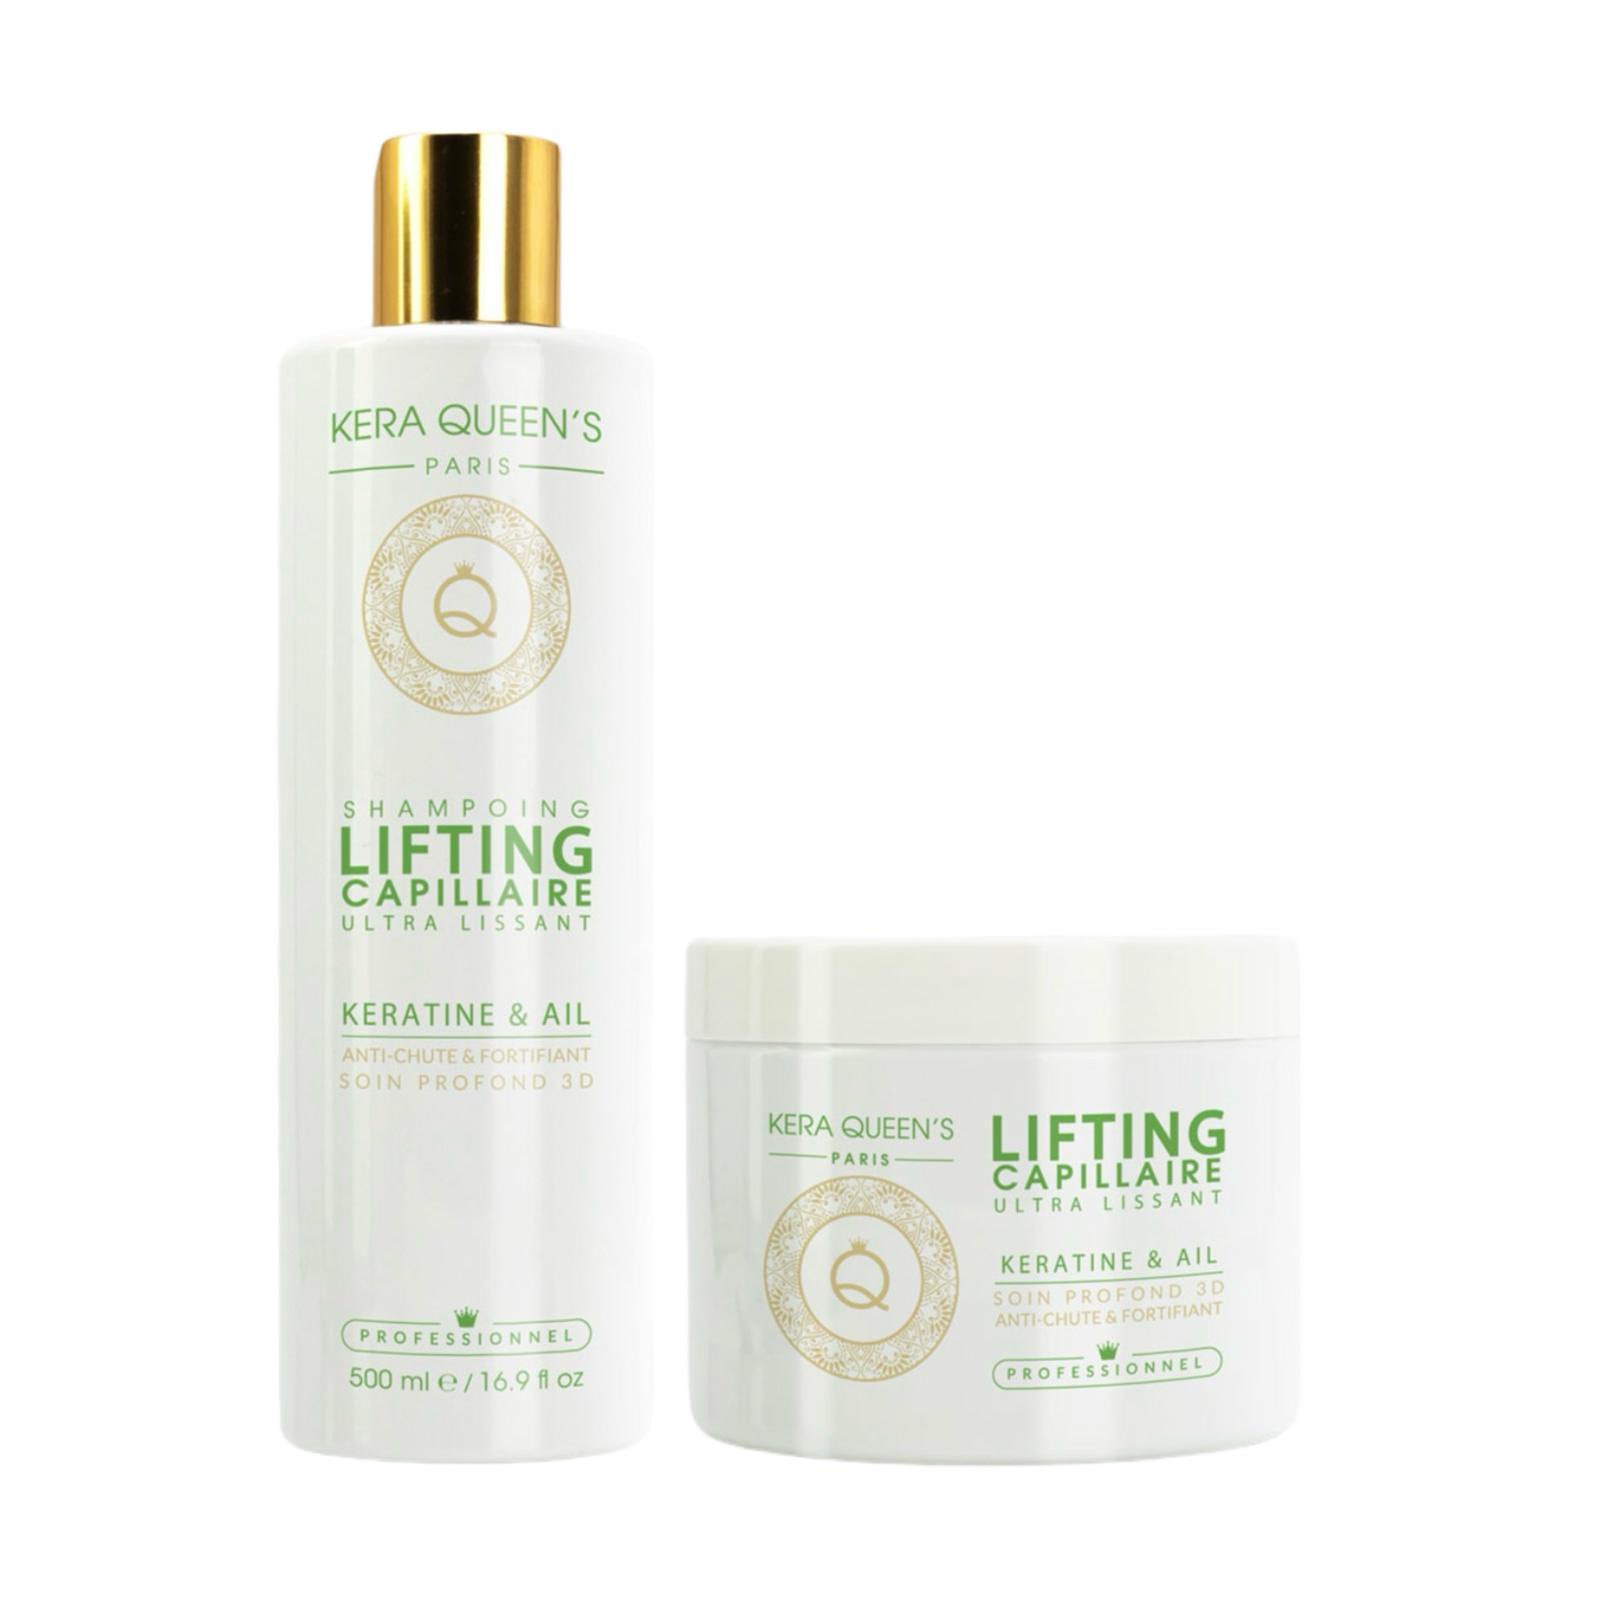 KERA QUEEN'S
PARIS
Q
SHAMPOING
LIFTING
CAPILLAIRE
ULTRA LISSANT
KERATINE & AIL
ANTI-CHUTE & FORTIFIANT
SOIN PROFOND 3D
PROFESSIONNEL
500 ml ℮ / 16.9 fl oz
KERA QUEEN'S
PARIS
Q
LIFTING
CAPILLAIRE
ULTRA LISSANT
KERATINE & AIL
SOIN PROFOND 3D
ANTI-CHUTE & FORTIFIANT
PROFESSIONNEL